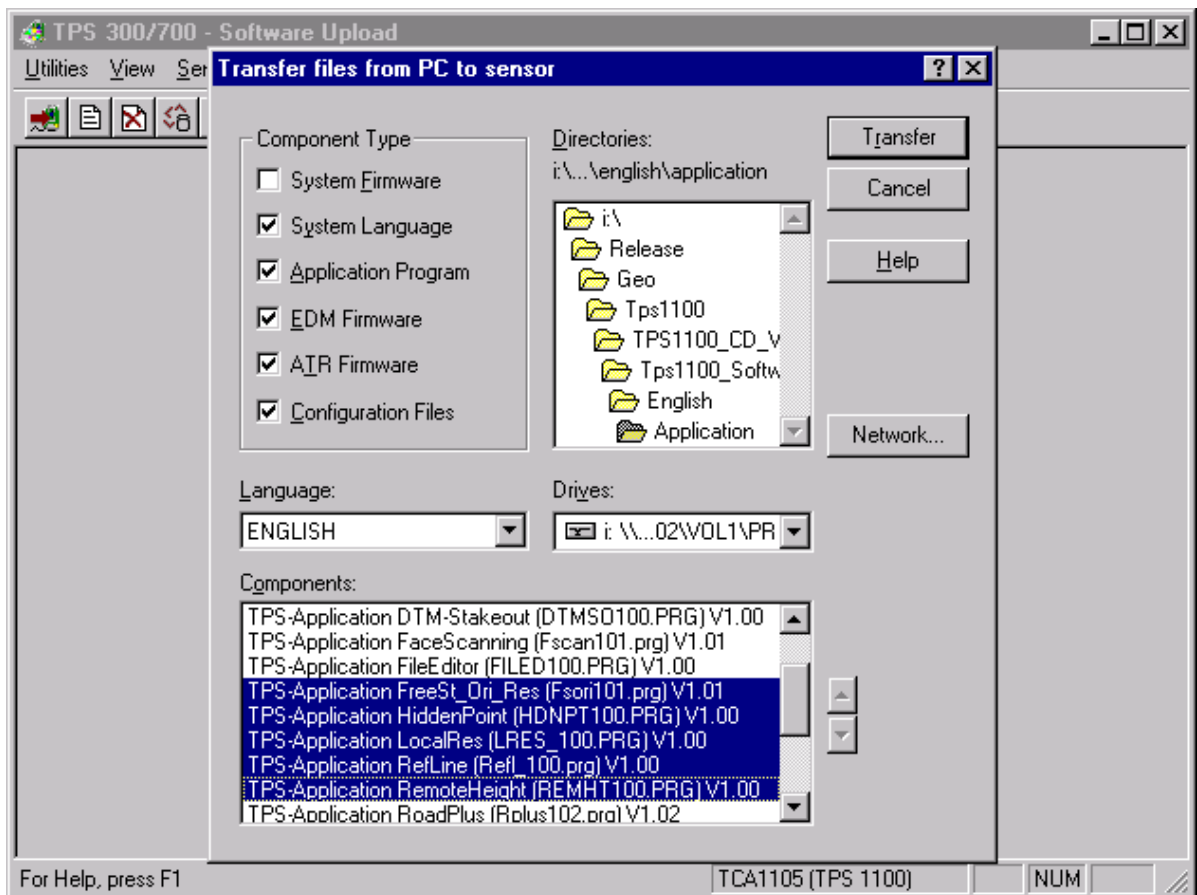 TPS 300/700 - Software Upload
Utilities View Ser
Transfer files from PC to sensor
Component Type
System Firmware
System Language
Application Program
EDM Firmware
ATR Firmware
Configuration Files
Directories:
i:\...\english\application
i:\
Release
Geo
Tps1100
TPS1100_CD_V
Tps1100_Softw
English
Application
Transfer
Cancel
Help
Network...
Language:
ENGLISH
Drives:
i: \\...02\VOL1\PR
Components:
TPS-Application DTM-Stakeout (DTMSO100.PRG) V1.00
TPS-Application FaceScanning (Fscan101.prg) V1.01
TPS-Application FileEditor (FILED100.PRG) V1.00
TPS-Application FreeSt_Ori_Res (Fsori101.prg) V1.01
TPS-Application HiddenPoint (HDNPT100.PRG) V1.00
TPS-Application LocalRes (LRES_100.PRG) V1.00
TPS-Application RefLine (Refl_100.prg) V1.00
TPS-Application RemoteHeight (REMHT100.PRG) V1.00
TPS-Application RoadPlus (Rplus102.prg) V1.02
For Help, press F1
TCA1105 (TPS 1100)
NUM